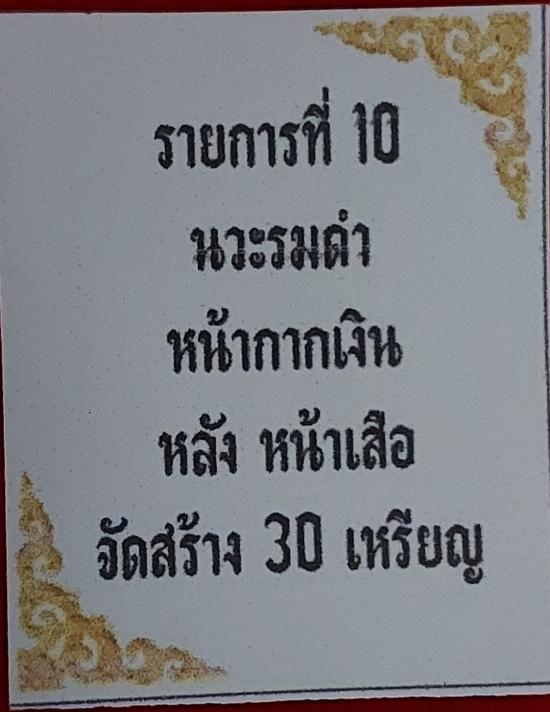 รายการที่ 10
นวะรมดำ
หน้ากากเงิน
หลัง หน้าเสือ
จัดสร้าง 30 เหรียญ